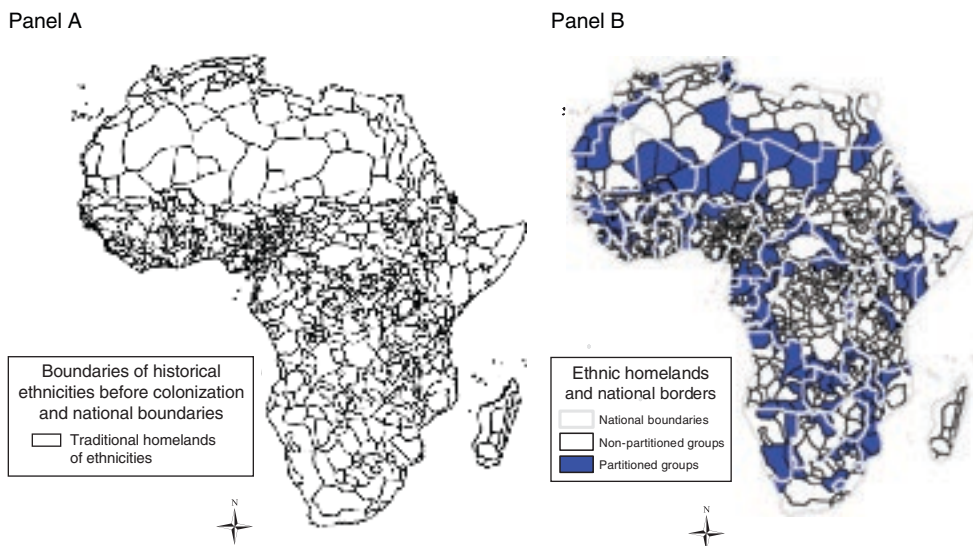 Panel A
Boundaries of historical
ethnicities before colonization
and national boundaries
Traditional homelands
of ethnicities
N
Panel B
Ethnic homelands
and national borders
National boundaries
Non-partitioned groups
Partitioned groups
N